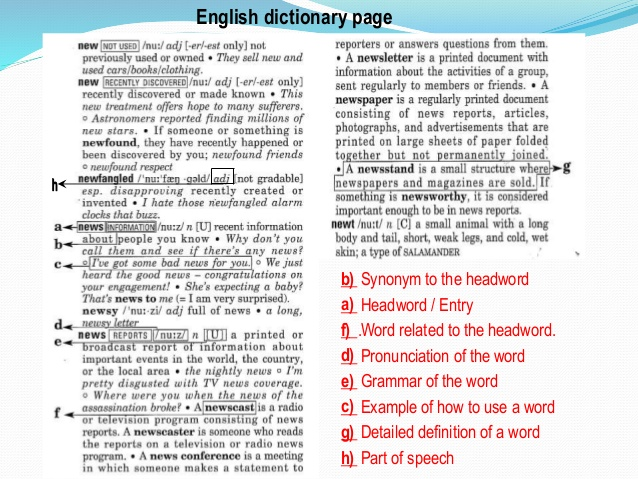 English dictionary page
new NOT USED /nuː/ adj [-er/-est only] not
previously used or owned • They sell new and
used cars/books/clothing.
new RECENTLY DISCOVERED /nuː/ adj [-er/-est only]
recently discovered or made known • This
new treatment offers hope to many sufferers.
○ Astronomers reported finding millions of
new stars. • If someone or something is
newfound, they have recently happened or
been discovered by you; newfound friends
○ newfound respect
h
newfangled /ˈnuːˈfæŋ·gəld/ adj [not gradable]
esp. disapproving recently created or
invented • I hate those newfangled alarm
clocks that buzz.
a
news INFORMATION /nuːz/ n [U] recent information
b
about people you know • Why don't you
call them and see if there's any news?
c
○ I've got some bad news for you. ○ We just
heard the good news – congratulations on
your engagement! • She's expecting a baby?
That's news to me (= I am very surprised).
newsy /ˈnuː·zi/ adj full of news • a long,
d
newsy letter
e
news REPORTS /nuːz/ n [U] a printed or
broadcast report of information about
important events in the world, the country,
or the local area • the nightly news ○ I'm
pretty disgusted with TV news coverage.
○ Where were you when the news of the
assassination broke? • A newscast is a radio
f
or television program consisting of news
reports. A newscaster is someone who reads
the reports on a television or radio news
program. • A news conference is a meeting
in which someone makes a statement to
reporters or answers questions from them.
• A newsletter is a printed document with
information about the activities of a group,
sent regularly to members or friends. • A
newspaper is a regularly printed document
consisting of news reports, articles,
photographs, and advertisements that are
printed on large sheets of paper folded
together but not permanently joined.
• A newsstand is a small structure where
g
newspapers and magazines are sold. If
something is newsworthy, it is considered
important enough to be in news reports.
newt /nuːt/ n [C] a small animal with a long
body and tail, short, weak legs, and cold, wet
skin; a type of SALAMANDER
b) Synonym to the headword
a) Headword / Entry
f) .Word related to the headword.
d) Pronunciation of the word
e) Grammar of the word
c) Example of how to use a word
g) Detailed definition of a word
h) Part of speech